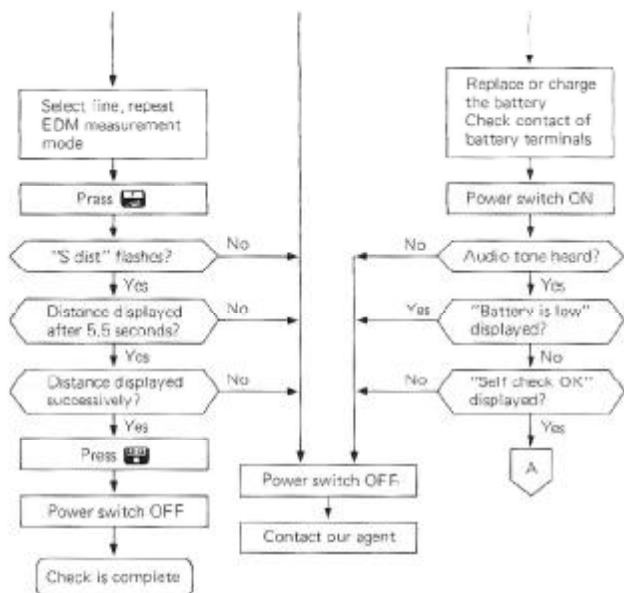 Select fine, repeat
EDM measurement
mode
Press
"S dist" flashes?
No
Yes
Distance displayed
after 5.5 seconds?
No
Yes
Distance displayed
successively?
No
Yes
Press
Power switch OFF
Check is complete
Power switch OFF
Contact our agent
Replace or charge
the battery
Check contact of
battery terminals
Power switch ON
No
Audio tone heard?
Yes
Yes
"Battery is low"
displayed?
No
No
"Self check OK"
displayed?
Yes
A